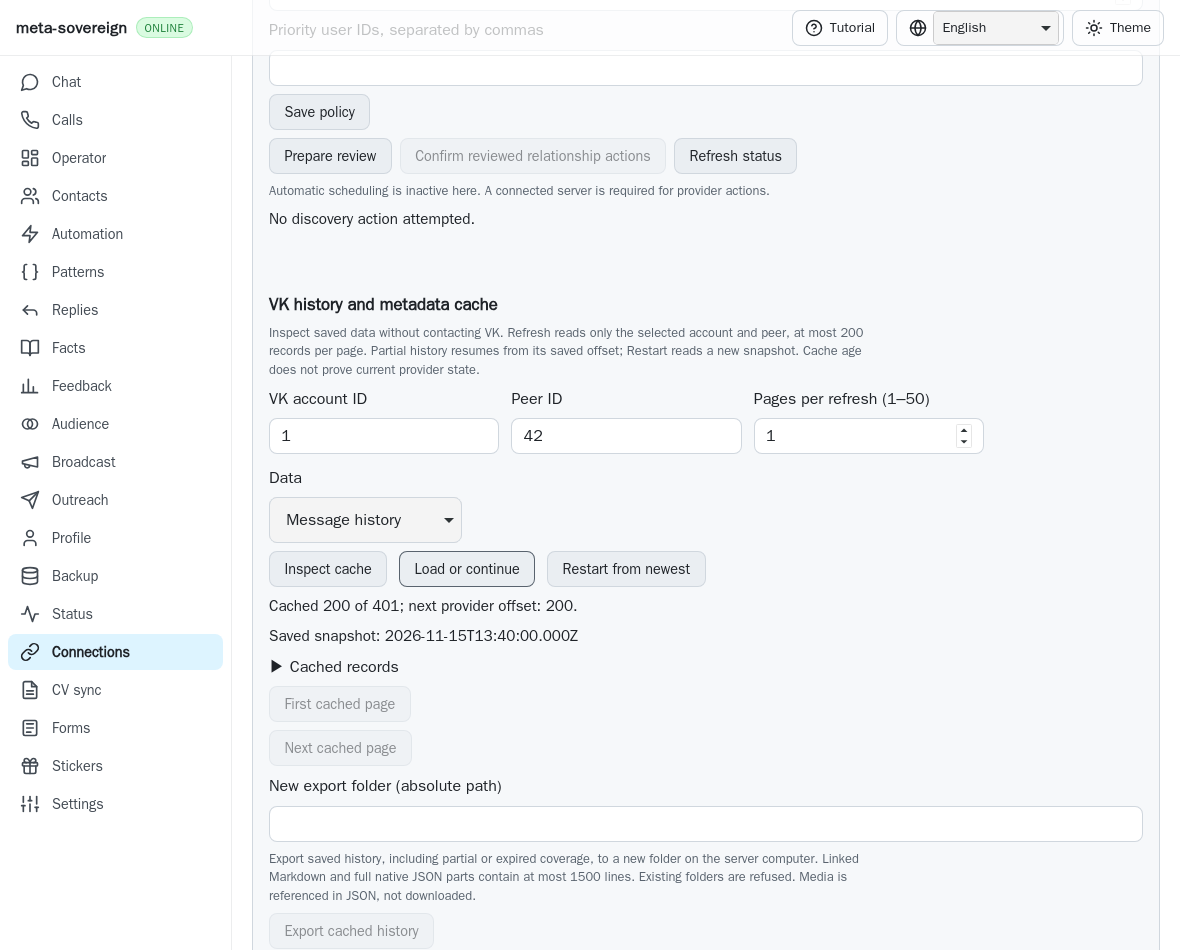 meta-sovereign ONLINE
Priority user IDs, separated by commas
Tutorial
English
Theme
Chat
Calls
Operator
Contacts
Automation
Patterns
Replies
Facts
Feedback
Audience
Broadcast
Outreach
Profile
Backup
Status
Connections
CV sync
Forms
Stickers
Settings
Save policy
Prepare review Confirm reviewed relationship actions Refresh status
Automatic scheduling is inactive here. A connected server is required for provider actions.
No discovery action attempted.
VK history and metadata cache
Inspect saved data without contacting VK. Refresh reads only the selected account and peer, at most 200
records per page. Partial history resumes from its saved offset; Restart reads a new snapshot. Cache age
does not prove current provider state.
VK account ID Peer ID Pages per refresh (1–50)
1 42 1
Data
Message history
Inspect cache Load or continue Restart from newest
Cached 200 of 401; next provider offset: 200.
Saved snapshot: 2026-11-15T13:40:00.000Z
Cached records
First cached page
Next cached page
New export folder (absolute path)
Export saved history, including partial or expired coverage, to a new folder on the server computer. Linked
Markdown and full native JSON parts contain at most 1500 lines. Existing folders are refused. Media is
referenced in JSON, not downloaded.
Export cached history